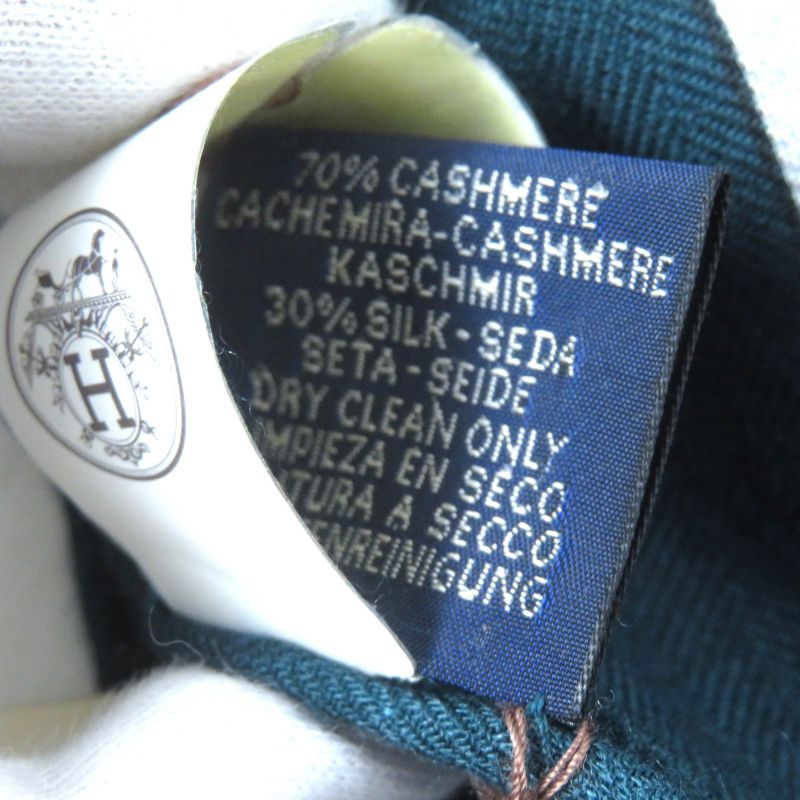 70% CASHMERE
CACHEMIRA-CASHMERE
KASCHMIR
30% SILK-SEDA
SETA-SEIDE
DRY CLEAN ONLY
EN SECO
A SECCO
H